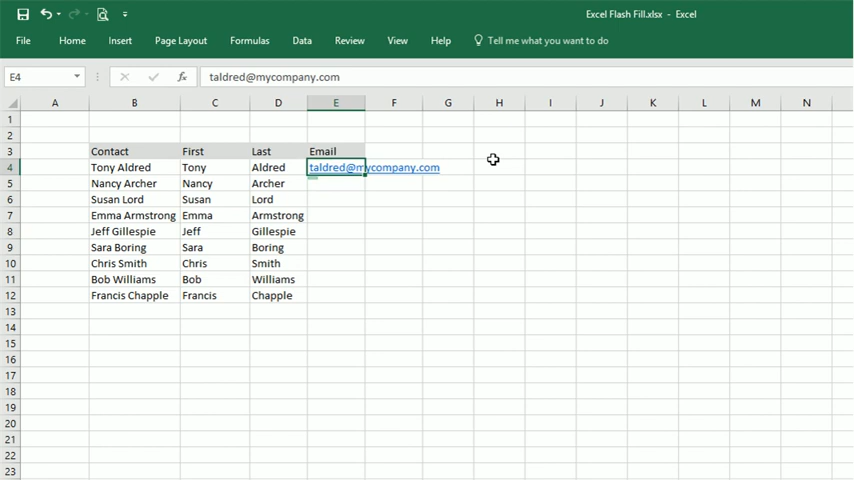 Excel Flash Fill.xlsx - Excel
File Home Insert Page Layout Formulas Data Review View Help Tell me what you want to do
E4 fx taldred@mycompany.com
A B C D E F G H I J K L M N
1
2
3 Contact First Last Email
4 Tony Aldred Tony Aldred taldred@mycompany.com
5 Nancy Archer Nancy Archer
6 Susan Lord Susan Lord
7 Emma Armstrong Emma Armstrong
8 Jeff Gillespie Jeff Gillespie
9 Sara Boring Sara Boring
10 Chris Smith Chris Smith
11 Bob Williams Bob Williams
12 Francis Chapple Francis Chapple
13
14
15
16
17
18
19
20
21
22
23